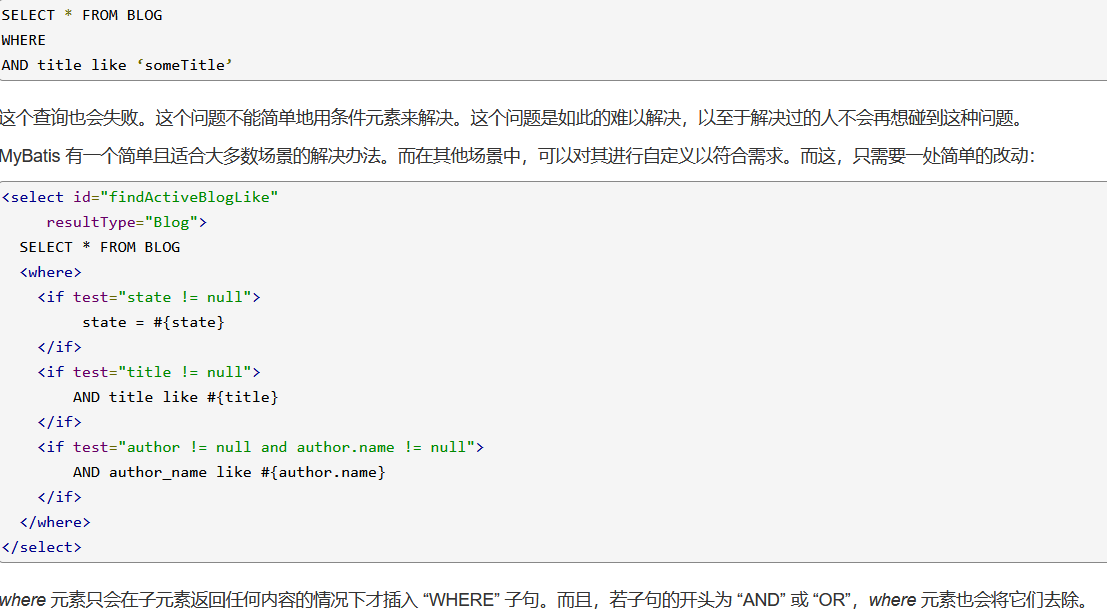 SELECT * FROM BLOG
WHERE
AND title like ‘someTitle’
这个查询也会失败。这个问题不能简单地用条件元素来解决。这个问题是如此的难以解决，以至于解决过的人不会再想碰到这种问题。
MyBatis 有一个简单且适合大多数场景的解决办法。而在其他场景中，可以对其进行自定义以符合需求。而这，只需要一处简单的改动：
<select id="findActiveBlogLike"
     resultType="Blog">
  SELECT * FROM BLOG
  <where>
    <if test="state != null">
         state = #{state}
    </if>
    <if test="title != null">
        AND title like #{title}
    </if>
    <if test="author != null and author.name != null">
        AND author_name like #{author.name}
    </if>
  </where>
</select>
where 元素只会在子元素返回任何内容的情况下才插入 “WHERE” 子句。而且，若子句的开头为 “AND” 或 “OR”，where 元素也会将它们去除。